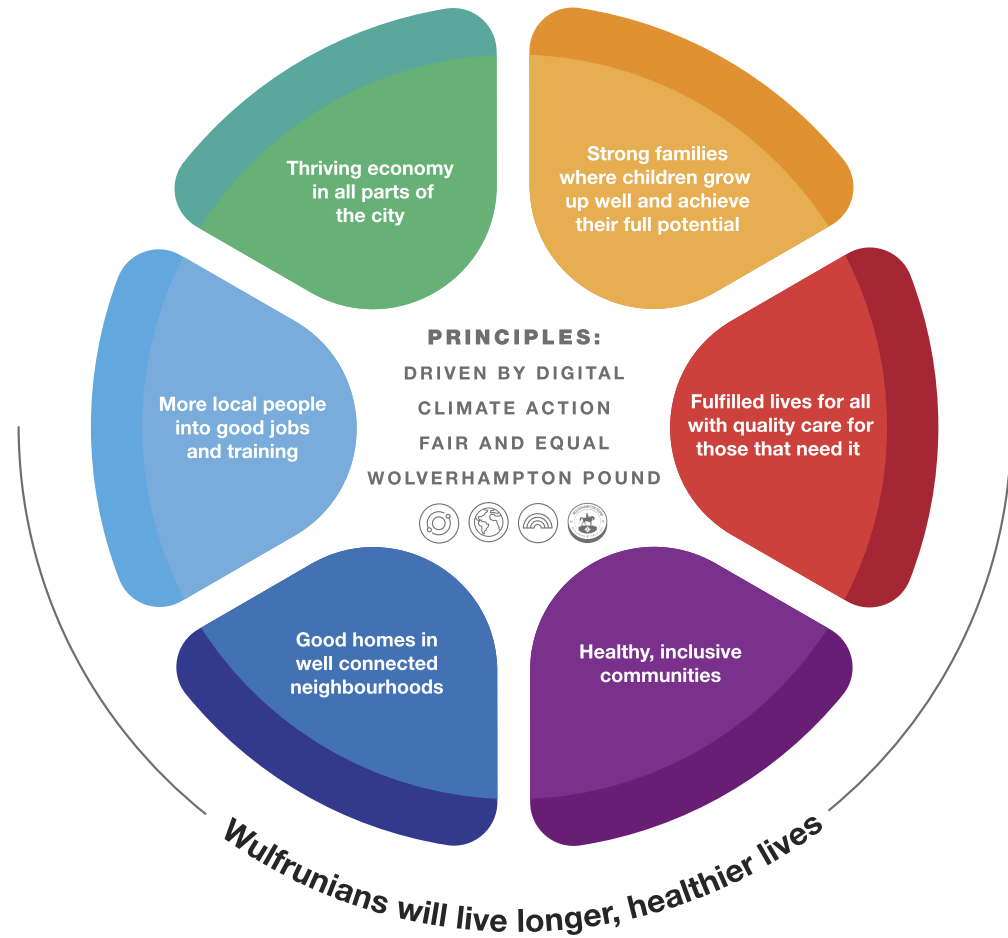 Thriving economy
in all parts of
the city
Strong families
where children grow
up well and achieve
their full potential
More local people
into good jobs
and training
PRINCIPLES:
DRIVEN BY DIGITAL
CLIMATE ACTION
FAIR AND EQUAL
WOLVERHAMPTON POUND
Fulfilled lives for all
with quality care for
those that need it
Good homes in
well connected
neighbourhoods
Healthy, inclusive
communities
Wulfrunians will live longer, healthier lives